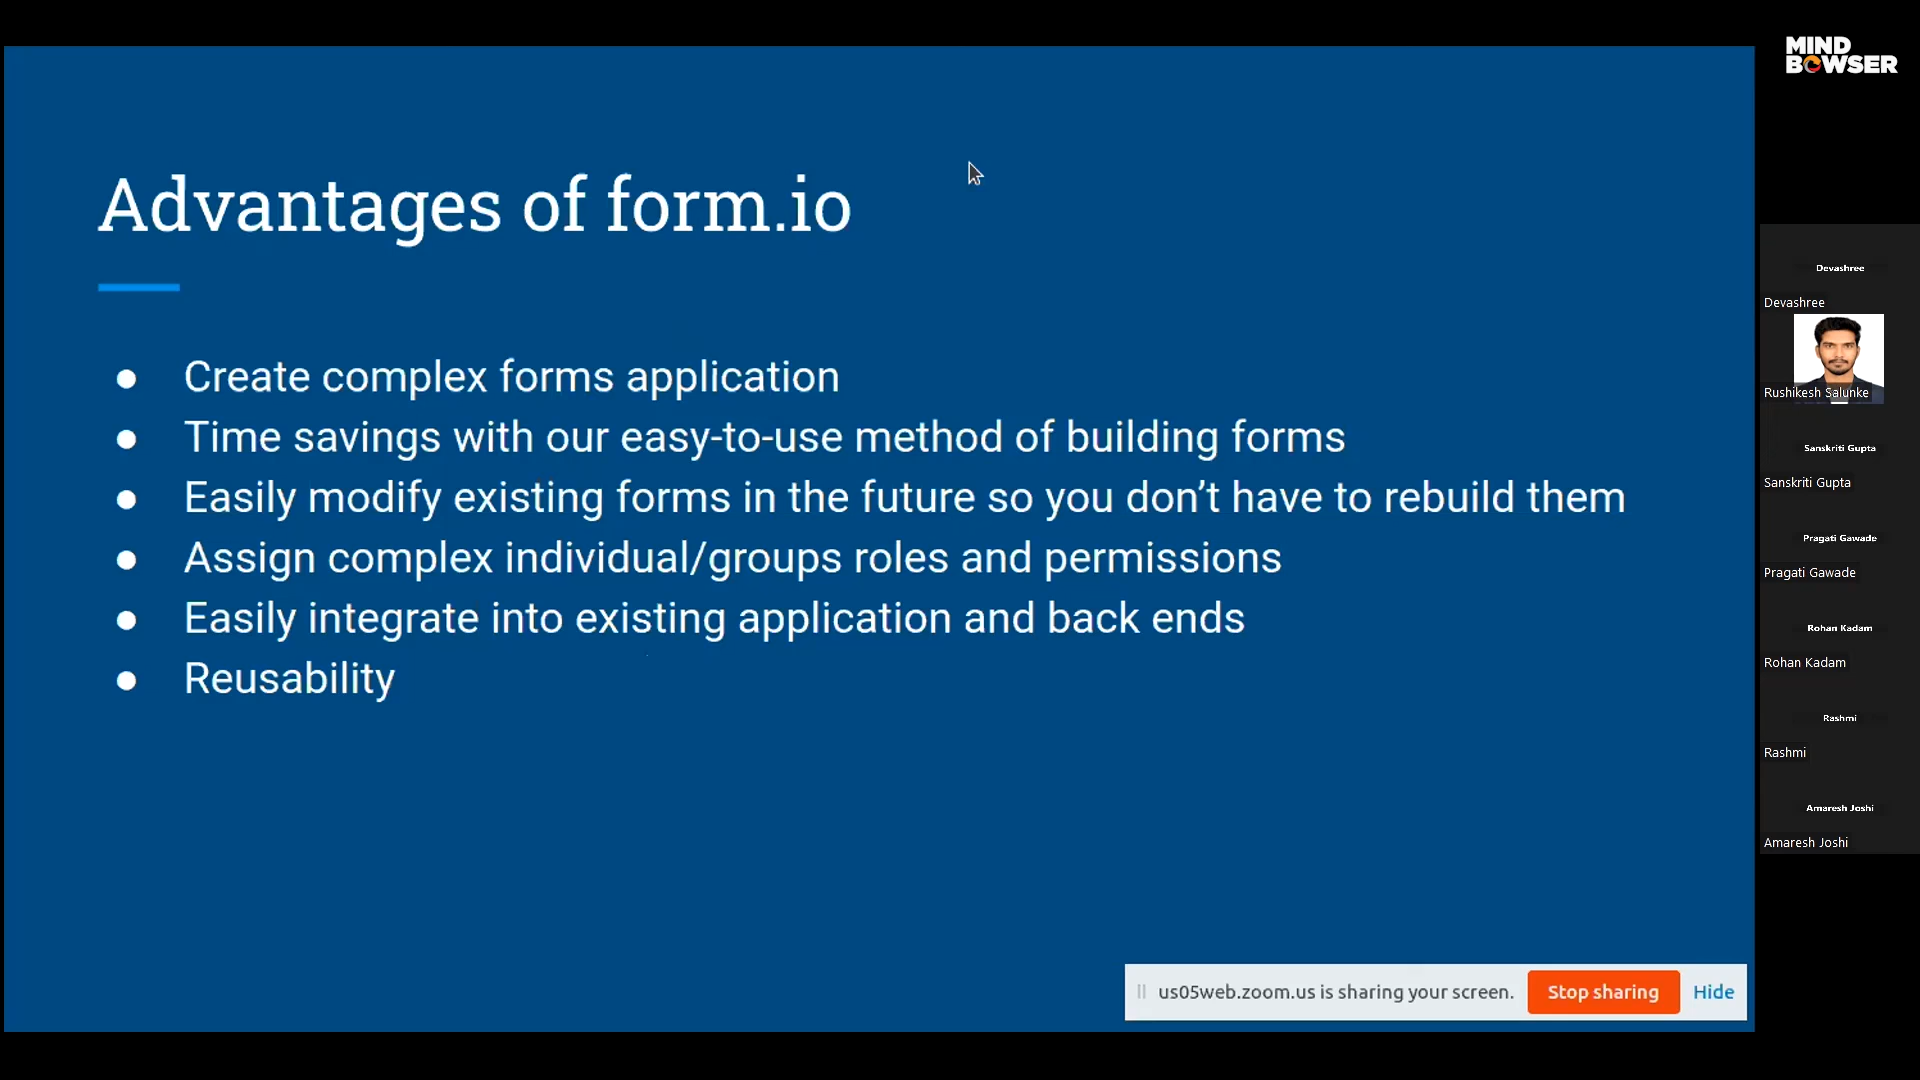 MIND
BOWSER
Advantages of form.io
● Create complex forms application
● Time savings with our easy-to-use method of building forms
● Easily modify existing forms in the future so you don’t have to rebuild them
● Assign complex individual/groups roles and permissions
● Easily integrate into existing application and back ends
● Reusability
Devashree
Devashree
Rushikesh Salunke
Sanskriti Gupta
Sanskriti Gupta
Pragati Gawade
Pragati Gawade
Rohan Kadam
Rohan Kadam
Rashmi
Rashmi
Amaresh Joshi
Amaresh Joshi
us05web.zoom.us is sharing your screen. Stop sharing Hide